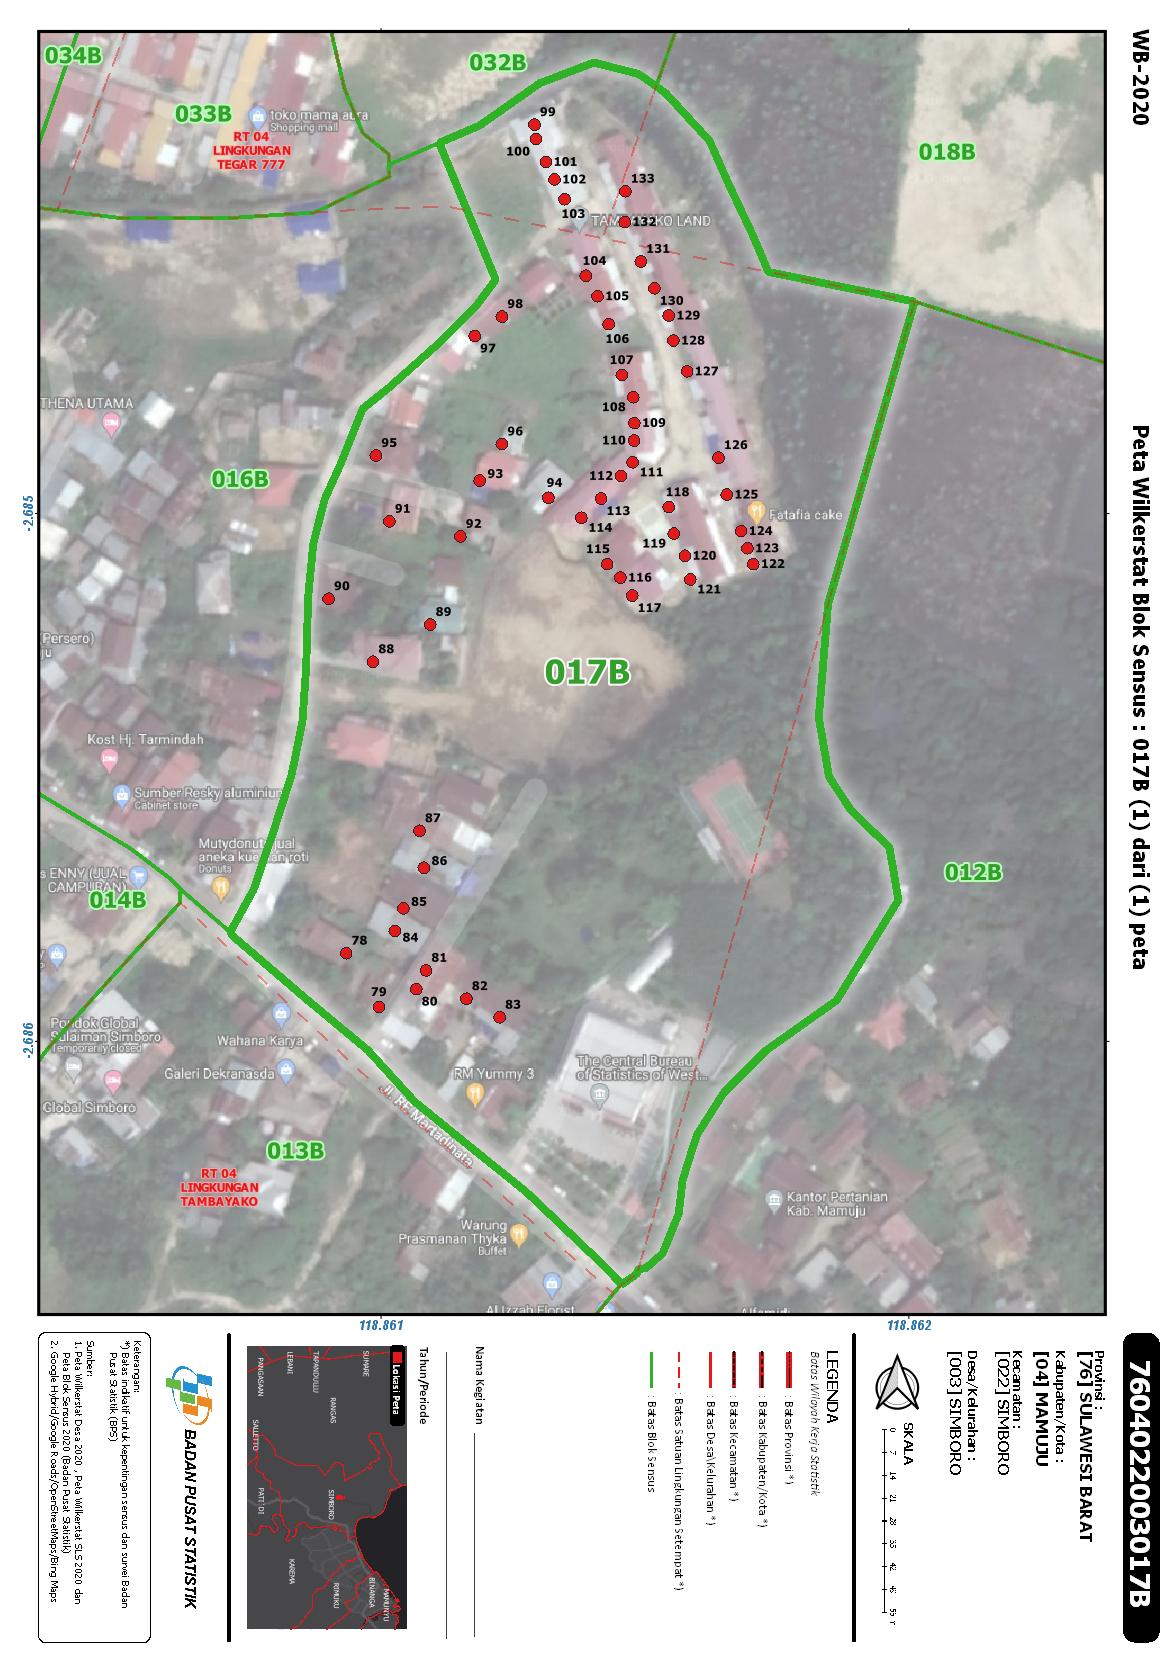 WB-2020
Peta Wilkerstat Blok Sensus : 017B (1) dari (1) peta
034B
032B
033B
toko mama aura
Shopping mall
RT 04
LINGKUNGAN
TEGAR 777
018B
99
100
101
102
103
133
132
131
104
105
130
129
106
128
98
97
107
127
108
109
110
111
112
126
125
THENA UTAMA
95
96
016B
93
94
113
114
118
Fatafia cake
91
92
119
124
123
122
115
120
116
121
117
90
89
88
(Persero)
ju
017B
-2.685
Kost Hj. Tarmindah
Sumber Resky aluminiun
Cabinet store
Mutydonuts jual
aneka kue dan roti
Donuts
87
86
s ENNY (JUAL
CAMPURAN)
014B
012B
85
84
78
81
80
79
82
83
-2.686
Pondok Global
Sulaiman Simboro
Temporarily closed
Wahana Karya
Galeri Dekranasda
Global Simboro
RM Yummy 3
The Central Bureau
of Statistics of West...
Jl. RE Martadinata
013B
RT 04
LINGKUNGAN
TAMBAYAKO
Kantor Pertanian
Kab. Mamuju
Warung
Prasmanan Thyka
Buffet
Al Izzah Florist
Alfamidi
118.861
118.862
7604022003017B
Provinsi :
[76] SULAWESI BARAT
Kabupaten/Kota :
[04] MAMUJU
Kecamatan :
[022] SIMBORO
Desa/Kelurahan :
[003] SIMBORO
SKALA
0 7 14 21 28 35 42 49
LEGENDA
Batas Wilayah Kerja Statistik
: Batas Provinsi *)
: Batas Kabupaten/Kota *)
: Batas Kecamatan *)
: Batas Desa\Kelurahan *)
: Batas Satuan Lingkungan Setempat *)
: Batas Blok Sensus
Nama Kegiatan
Tahun/Periode
Lokasi Peta
SUMARE
TAPANDULLU
LEBANI
PANGASAAN
RANGAS
SALLETTO
SIMBORO
PATI'DI
KAREMA
RIMUKU
BINANGA
MAMUNYU
BADAN PUSAT STATISTIK
Keterangan:
*) Batas indikatif untuk kepentingan sensus dan survei Badan
Pusat Statistik (BPS)
Sumber:
1. Peta Wilkerstat Desa 2020 , Peta Wilkerstat SLS 2020 dan
Peta Blok Sensus 2020 (Badan Pusat Statistik)
2. Google Hybrid/Google Roads/OpenStreetMaps/Bing Maps